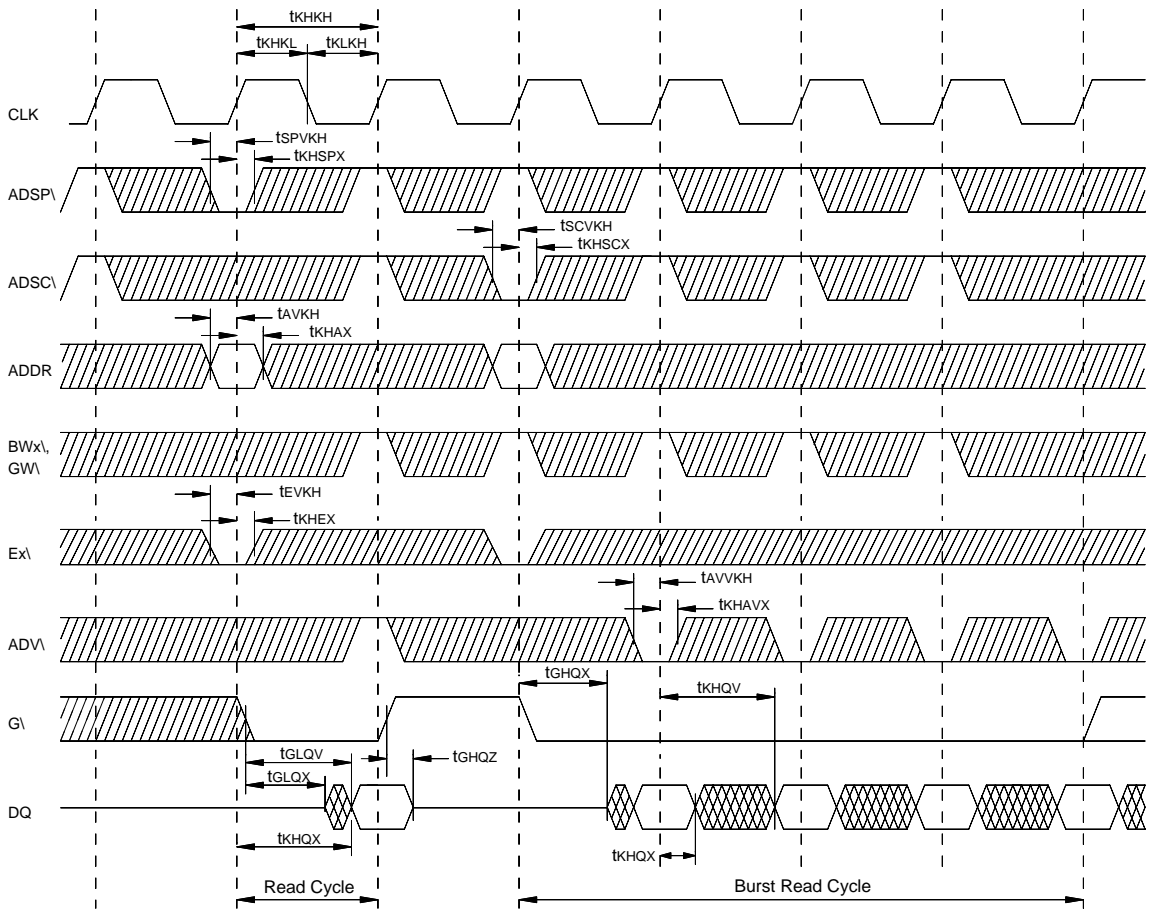 tKHKH
tKHKL tKLKH
CLK
tSPVKH
tKHSPX
ADSP\
tSCVKH
tKHSCX
ADSC\
tAVKH
tKHAX
ADDR
BWx\,
GW\
tEVKH
tKHEX
Ex\
tAVVKH
tKHAVX
ADV\
tGHQX
tKHQV
G\
tGLQV
tGHQZ
tGLQX
DQ
tKHQX
tKHQX
Read Cycle
Burst Read Cycle